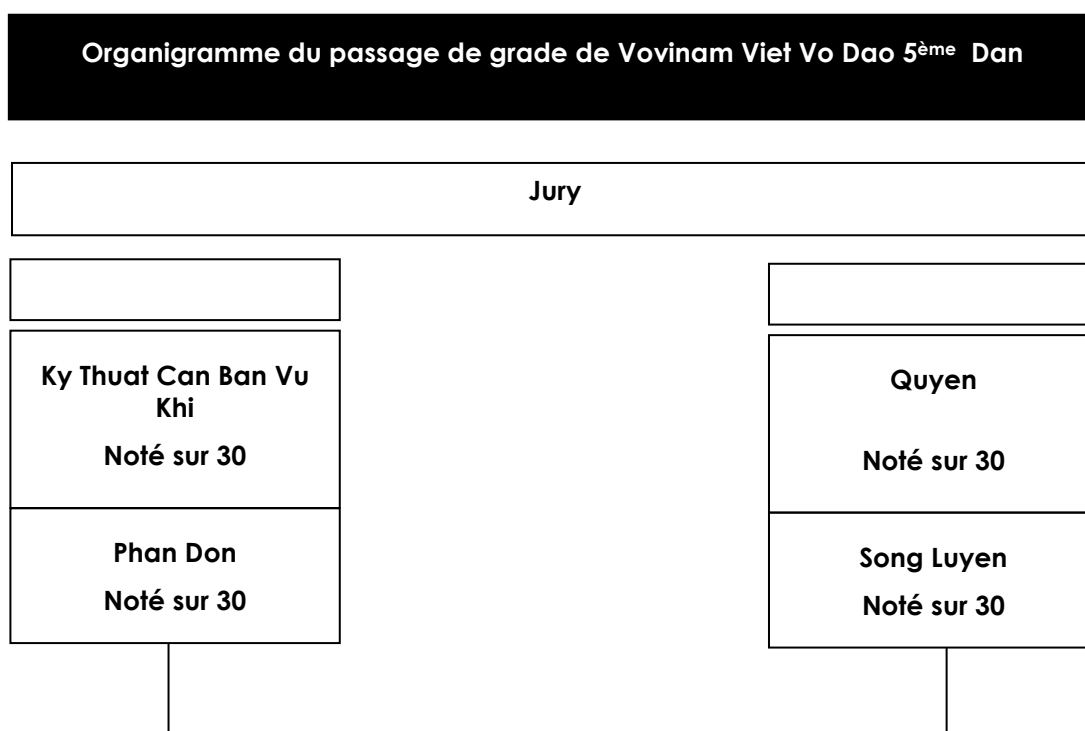 Organigramme du passage de grade de Vovinam Viet Vo Dao 5ème Dan
Jury
Ky Thuat Can Ban Vu
Khi
Noté sur 30
Phan Don
Noté sur 30
Quyen
Noté sur 30
Song Luyen
Noté sur 30